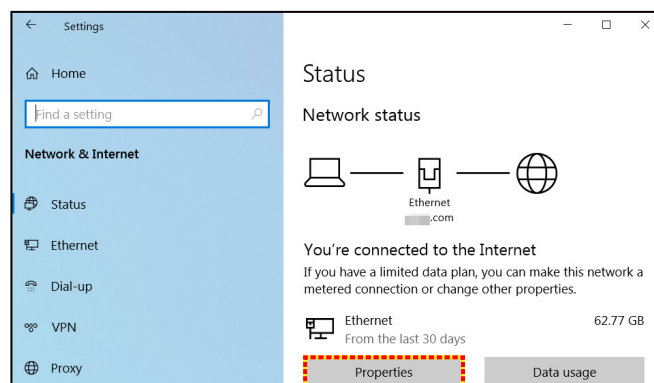 Settings
Home
Find a setting
Network & Internet
Status
Ethernet
Dial-up
VPN
Proxy
Status
Network status
Ethernet
.com
You're connected to the Internet
If you have a limited data plan, you can make this network a
metered connection or change other properties.
Ethernet 62.77 GB
From the last 30 days
Properties Data usage